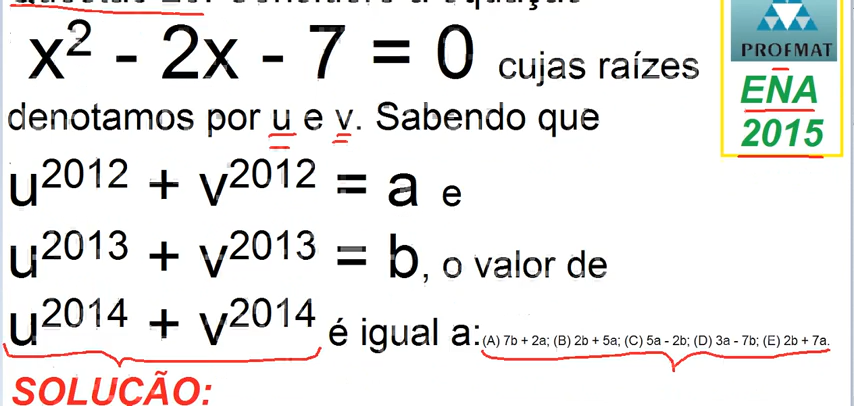 x² - 2x - 7 = 0 cujas raízes
denotamos por u e v. Sabendo que
u²⁰¹² + v²⁰¹² = a e
u²⁰¹³ + v²⁰¹³ = b, o valor de
u²⁰¹⁴ + v²⁰¹⁴ é igual a: (A) 7b + 2a; (B) 2b + 5a; (C) 5a - 2b; (D) 3a - 7b; (E) 2b + 7a.
SOLUÇÃO:
PROFMAT
ENA
2015